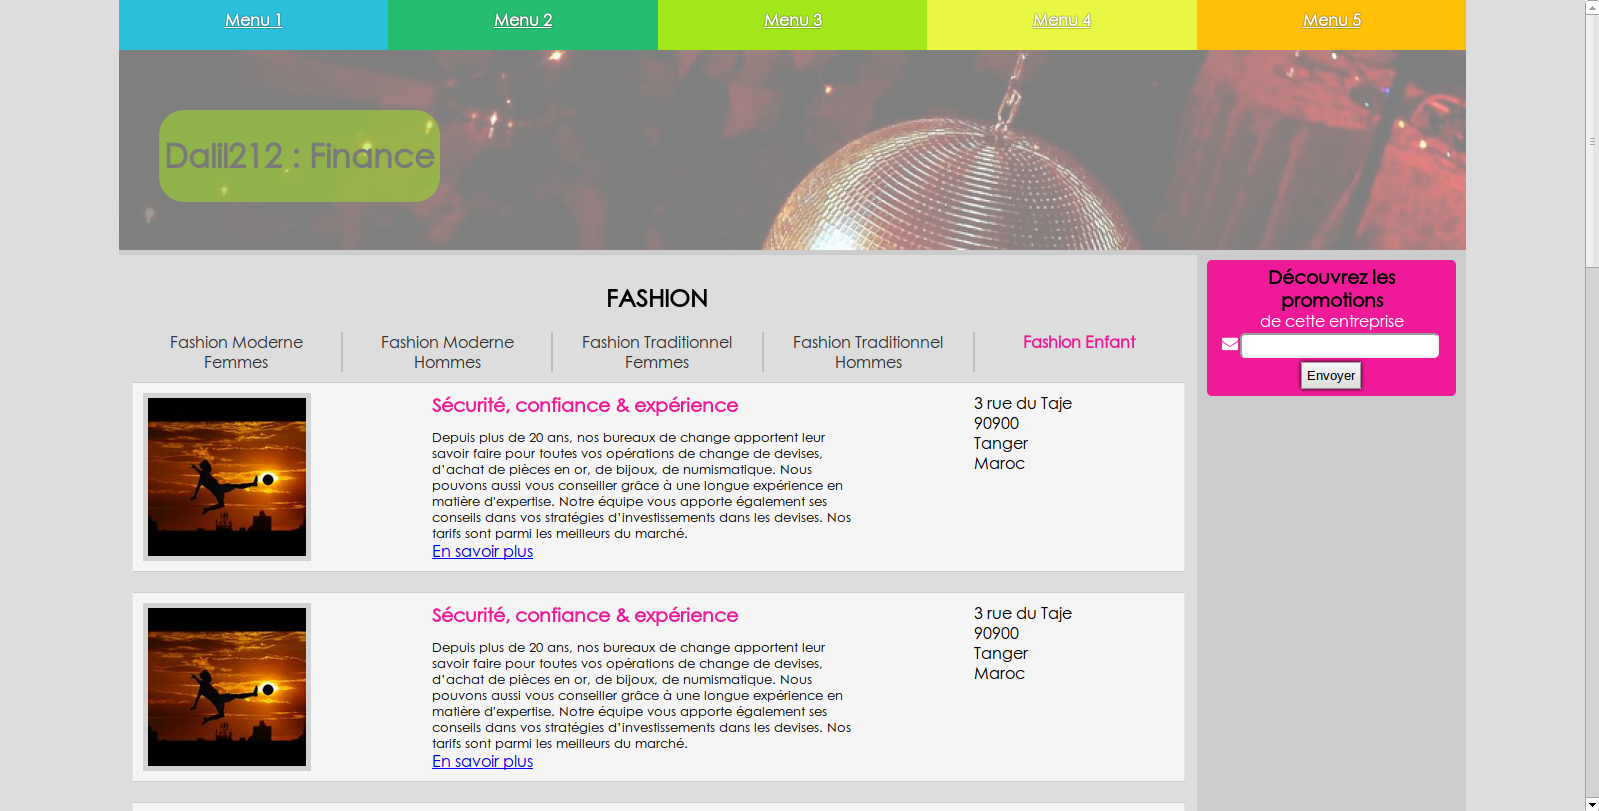 Menu 1
Menu 2
Menu 3
Menu 4
Menu 5
Dalil212 : Finance
FASHION
Fashion Moderne
Femmes
Fashion Moderne
Hommes
Fashion Traditionnel
Femmes
Fashion Traditionnel
Hommes
Fashion Enfant
Sécurité, confiance & expérience
Depuis plus de 20 ans, nos bureaux de change apportent leur
savoir faire pour toutes vos opérations de change de devises,
d’achat de pièces en or, de bijoux, de numismatique. Nous
pouvons aussi vous conseiller grâce à une longue expérience en
matière d'expertise. Notre équipe vous apporte également ses
conseils dans vos stratégies d’investissements dans les devises. Nos
tarifs sont parmi les meilleurs du marché.
En savoir plus
3 rue du Taje
90900
Tanger
Maroc
Sécurité, confiance & expérience
Depuis plus de 20 ans, nos bureaux de change apportent leur
savoir faire pour toutes vos opérations de change de devises,
d’achat de pièces en or, de bijoux, de numismatique. Nous
pouvons aussi vous conseiller grâce à une longue expérience en
matière d'expertise. Notre équipe vous apporte également ses
conseils dans vos stratégies d’investissements dans les devises. Nos
tarifs sont parmi les meilleurs du marché.
En savoir plus
3 rue du Taje
90900
Tanger
Maroc
Découvrez les
promotions
de cette entreprise
Envoyer